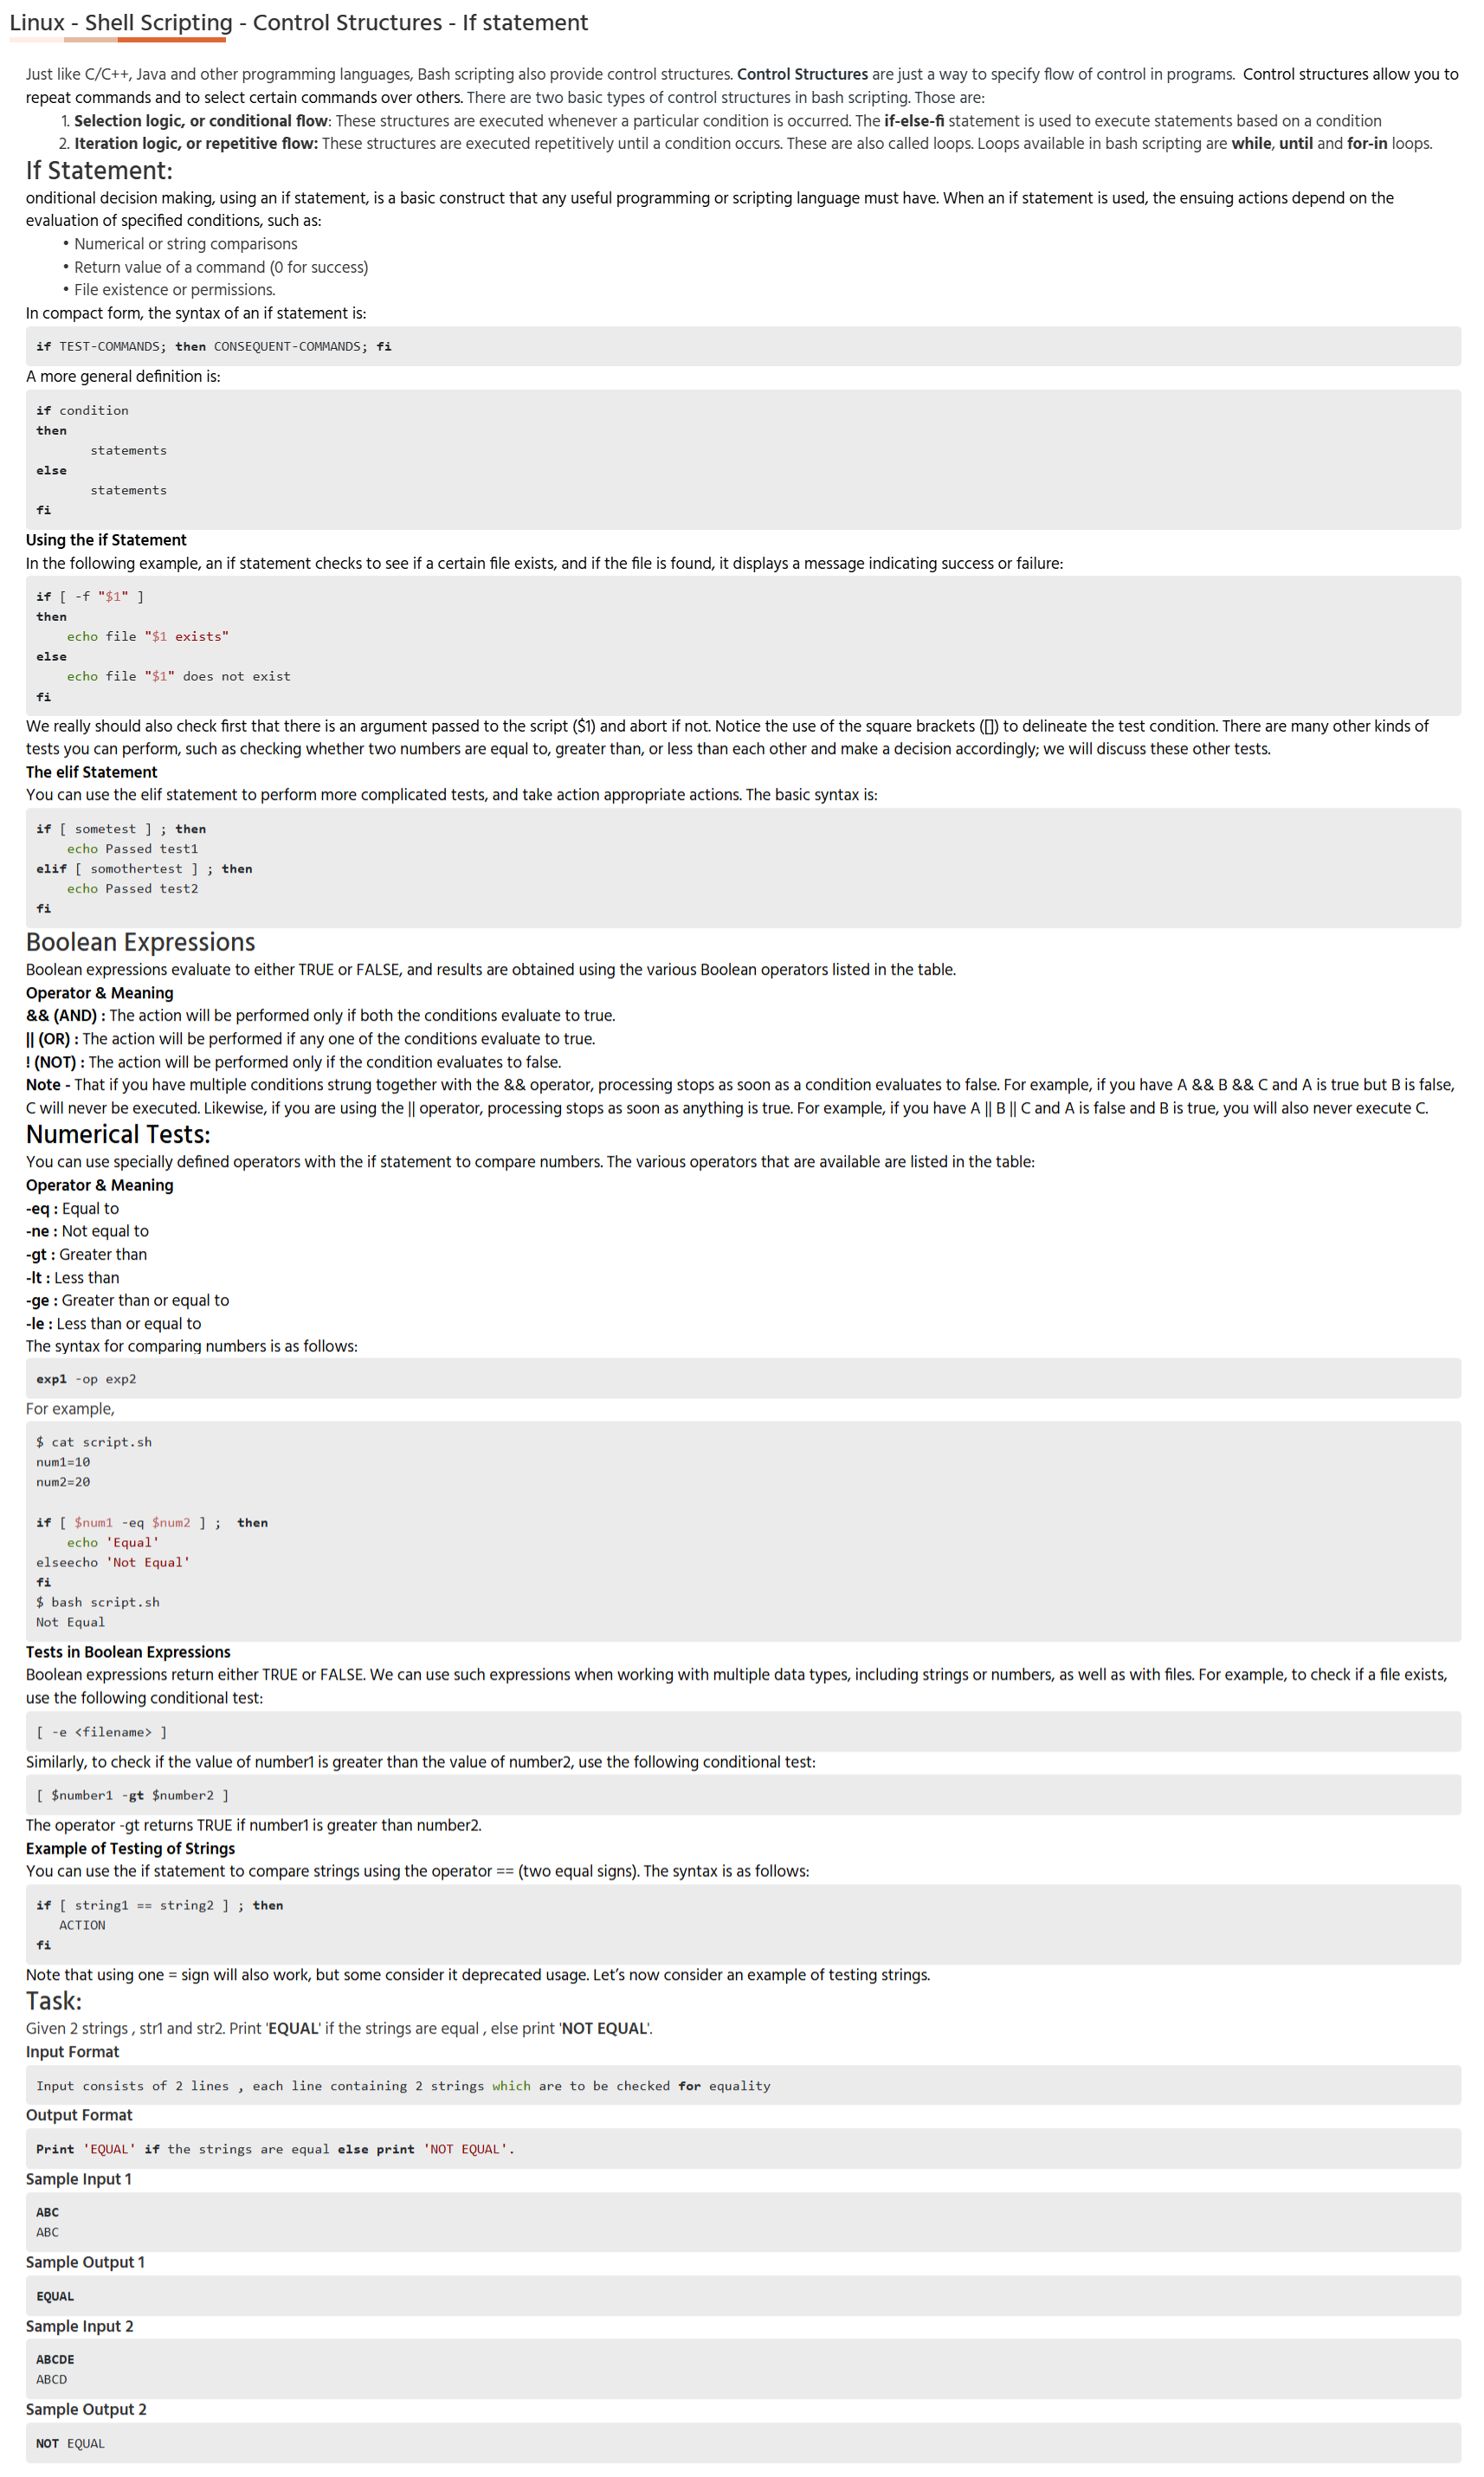 Linux - Shell Scripting - Control Structures - If statement
Just like C/C++, Java and other programming languages, Bash scripting also provide control structures. Control Structures are just a way to specify flow of control in programs.  Control structures allow you to
repeat commands and to select certain commands over others. There are two basic types of control structures in bash scripting. Those are:
1. Selection logic, or conditional flow: These structures are executed whenever a particular condition is occurred. The if-else-fi statement is used to execute statements based on a condition
2. Iteration logic, or repetitive flow: These structures are executed repetitively until a condition occurs. These are also called loops. Loops available in bash scripting are while, until and for-in loops.
If Statement:
onditional decision making, using an if statement, is a basic construct that any useful programming or scripting language must have. When an if statement is used, the ensuing actions depend on the
evaluation of specified conditions, such as:
• Numerical or string comparisons
• Return value of a command (0 for success)
• File existence or permissions.
In compact form, the syntax of an if statement is:
if TEST-COMMANDS; then CONSEQUENT-COMMANDS; fi
A more general definition is:
if condition
then
       statements
else
       statements
fi
Using the if Statement
In the following example, an if statement checks to see if a certain file exists, and if the file is found, it displays a message indicating success or failure:
if [ -f "$1" ]
then
    echo file "$1 exists"
else
    echo file "$1" does not exist
fi
We really should also check first that there is an argument passed to the script ($1) and abort if not. Notice the use of the square brackets ([]) to delineate the test condition. There are many other kinds of
tests you can perform, such as checking whether two numbers are equal to, greater than, or less than each other and make a decision accordingly; we will discuss these other tests.
The elif Statement
You can use the elif statement to perform more complicated tests, and take action appropriate actions. The basic syntax is:
if [ sometest ] ; then
    echo Passed test1
elif [ somothertest ] ; then
    echo Passed test2
fi
Boolean Expressions
Boolean expressions evaluate to either TRUE or FALSE, and results are obtained using the various Boolean operators listed in the table.
Operator & Meaning
&& (AND) : The action will be performed only if both the conditions evaluate to true.
|| (OR) : The action will be performed if any one of the conditions evaluate to true.
! (NOT) : The action will be performed only if the condition evaluates to false.
Note - That if you have multiple conditions strung together with the && operator, processing stops as soon as a condition evaluates to false. For example, if you have A && B && C and A is true but B is false,
C will never be executed. Likewise, if you are using the || operator, processing stops as soon as anything is true. For example, if you have A || B || C and A is false and B is true, you will also never execute C.
Numerical Tests:
You can use specially defined operators with the if statement to compare numbers. The various operators that are available are listed in the table:
Operator & Meaning
-eq : Equal to
-ne : Not equal to
-gt : Greater than
-lt : Less than
-ge : Greater than or equal to
-le : Less than or equal to
The syntax for comparing numbers is as follows:
exp1 -op exp2
For example,
$ cat script.sh
num1=10
num2=20
if [ $num1 -eq $num2 ] ;  then
    echo 'Equal'
elseecho 'Not Equal'
fi
$ bash script.sh
Not Equal
Tests in Boolean Expressions
Boolean expressions return either TRUE or FALSE. We can use such expressions when working with multiple data types, including strings or numbers, as well as with files. For example, to check if a file exists,
use the following conditional test:
[ -e <filename> ]
Similarly, to check if the value of number1 is greater than the value of number2, use the following conditional test:
[ $number1 -gt $number2 ]
The operator -gt returns TRUE if number1 is greater than number2.
Example of Testing of Strings
You can use the if statement to compare strings using the operator == (two equal signs). The syntax is as follows:
if [ string1 == string2 ] ; then
   ACTION
fi
Note that using one = sign will also work, but some consider it deprecated usage. Let’s now consider an example of testing strings.
Task:
Given 2 strings , str1 and str2. Print 'EQUAL' if the strings are equal , else print 'NOT EQUAL'.
Input Format
Input consists of 2 lines , each line containing 2 strings which are to be checked for equality
Output Format
Print 'EQUAL' if the strings are equal else print 'NOT EQUAL'.
Sample Input 1
ABC
ABC
Sample Output 1
EQUAL
Sample Input 2
ABCDE
ABCD
Sample Output 2
NOT EQUAL